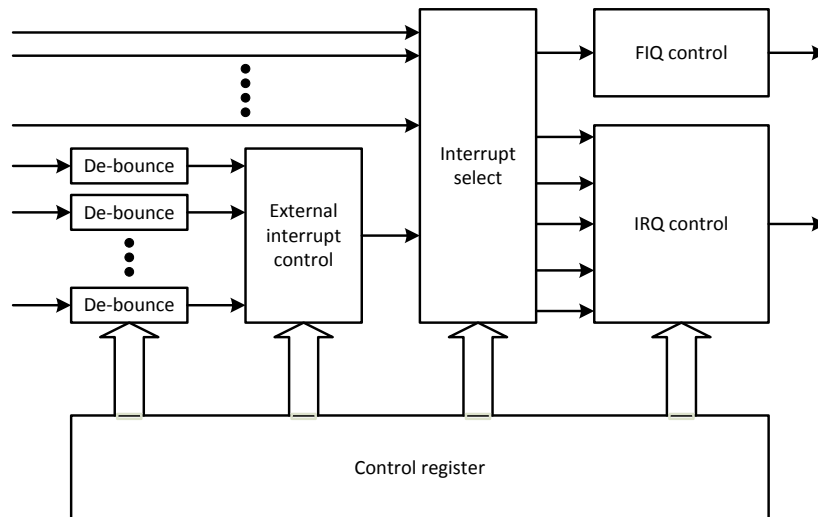 FIQ control
Interrupt
select
De-bounce
De-bounce
De-bounce
External
interrupt
control
IRQ control
Control register